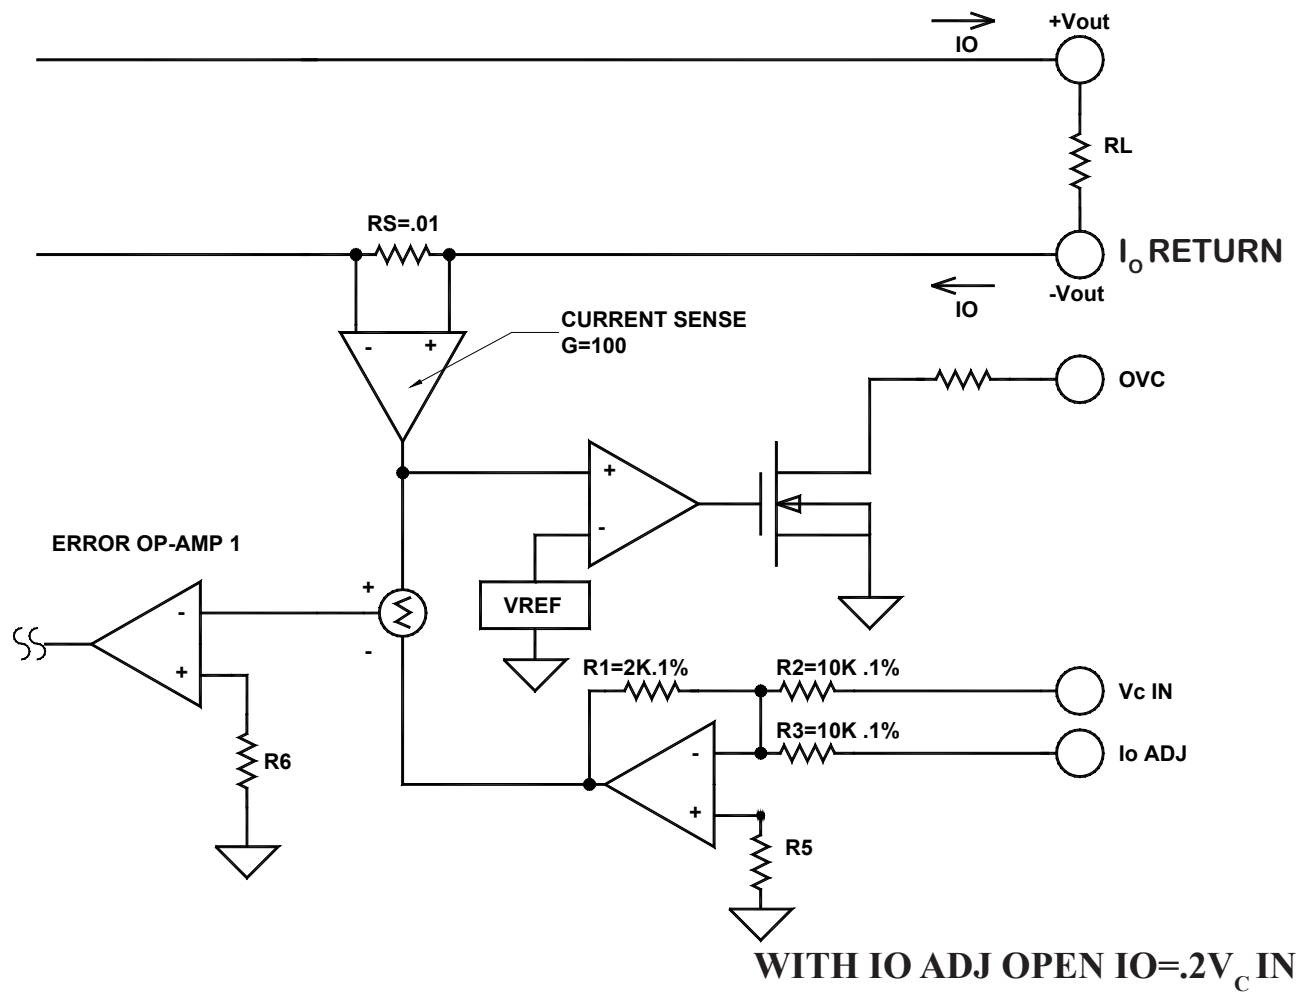 +Vout
IO
RL
RS=.01
I_O RETURN
-Vout
IO
CURRENT SENSE
G=100
- +
OVC
+
-
ERROR OP-AMP 1
+
-
VREF
-
+
R1=2K.1% R2=10K .1% Vc IN
R3=10K .1% Io ADJ
-
R6
+
R5
WITH IO ADJ OPEN IO=.2V_C IN